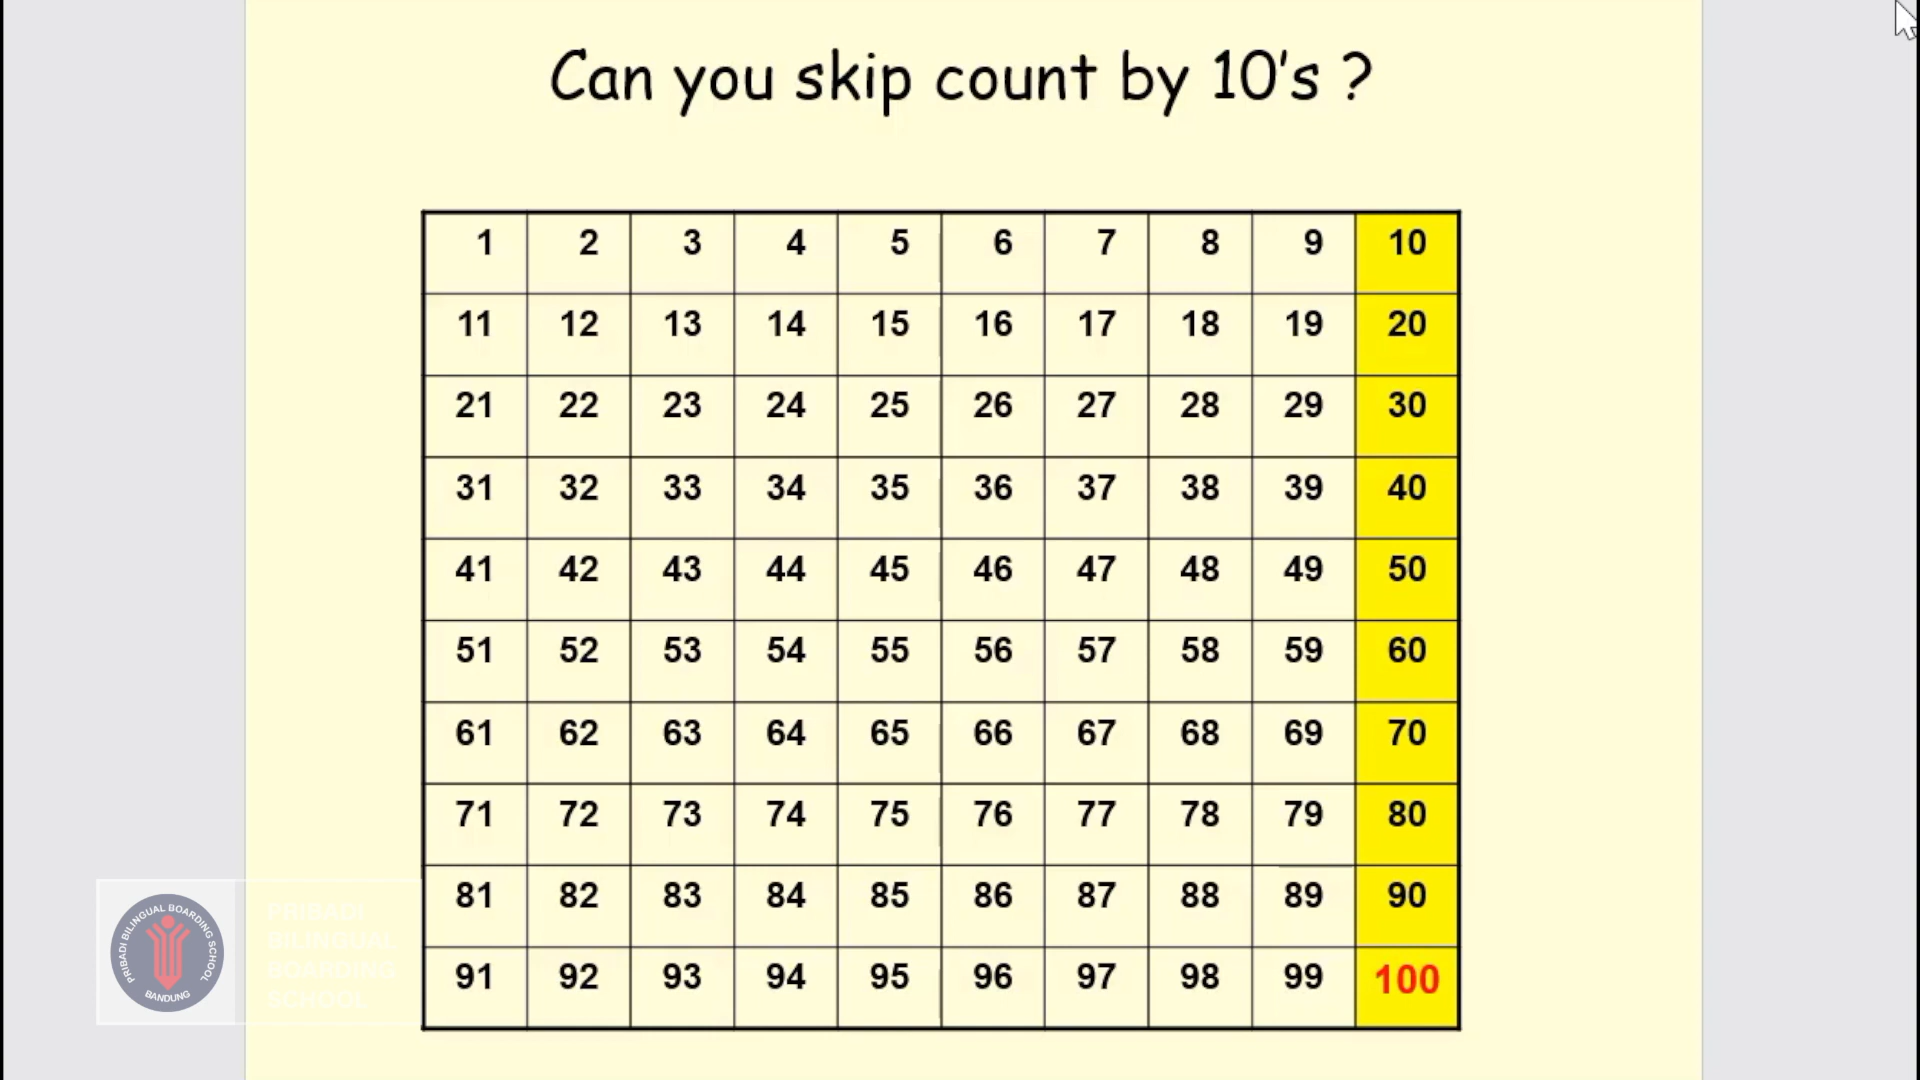 Can you skip count by 10's ?
1 2 3 4 5 6 7 8 9 10
11 12 13 14 15 16 17 18 19 20
21 22 23 24 25 26 27 28 29 30
31 32 33 34 35 36 37 38 39 40
41 42 43 44 45 46 47 48 49 50
51 52 53 54 55 56 57 58 59 60
61 62 63 64 65 66 67 68 69 70
71 72 73 74 75 76 77 78 79 80
81 82 83 84 85 86 87 88 89 90
91 92 93 94 95 96 97 98 99 100
PRIBADI BILINGUAL BOARDING SCHOOL
BANDUNG
PRIBADI
BILINGUAL
BOARDING
SCHOOL